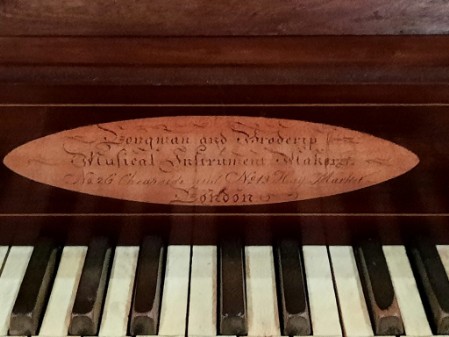 Longman and Broderip
Musical Instrument Makers
No 26 Cheapside and No 13 Hay Market
London